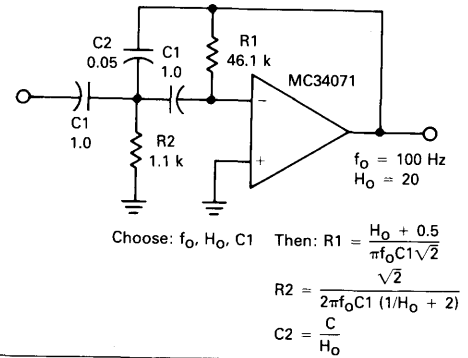 C2
0.05
C1
1.0
R1
46.1 k
MC34071
−
+
C1
1.0
R2
1.1 k
fo = 100 Hz
Ho = 20
Choose: fo, Ho, C1 Then: R1 = Ho + 0.5 / πfoC1√2
R2 = √2 / 2πfoC1 (1/Ho + 2)
C2 = C / Ho